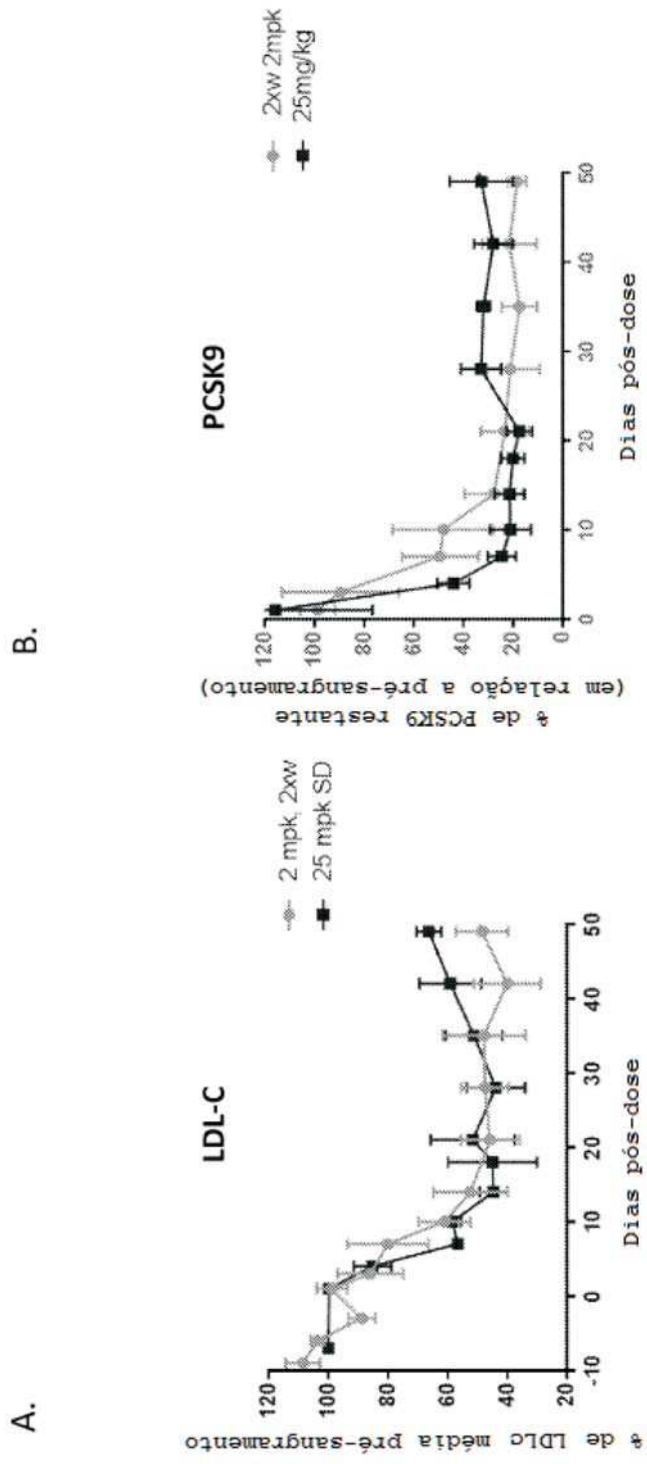 A.
LDL-C
2 mpk, 2xw
25 mpk SD
% de LDLc média pré-sangramento
120
100
80
60
40
20
-10
0
10
20
30
40
50
Dias pós-dose
B.
PCSK9
2xw 2mpk
25mg/kg
% de PCSK9 restante
(em relação a pré-sangramento)
120
100
80
60
40
20
0
0
10
20
30
40
50
Dias pós-dose